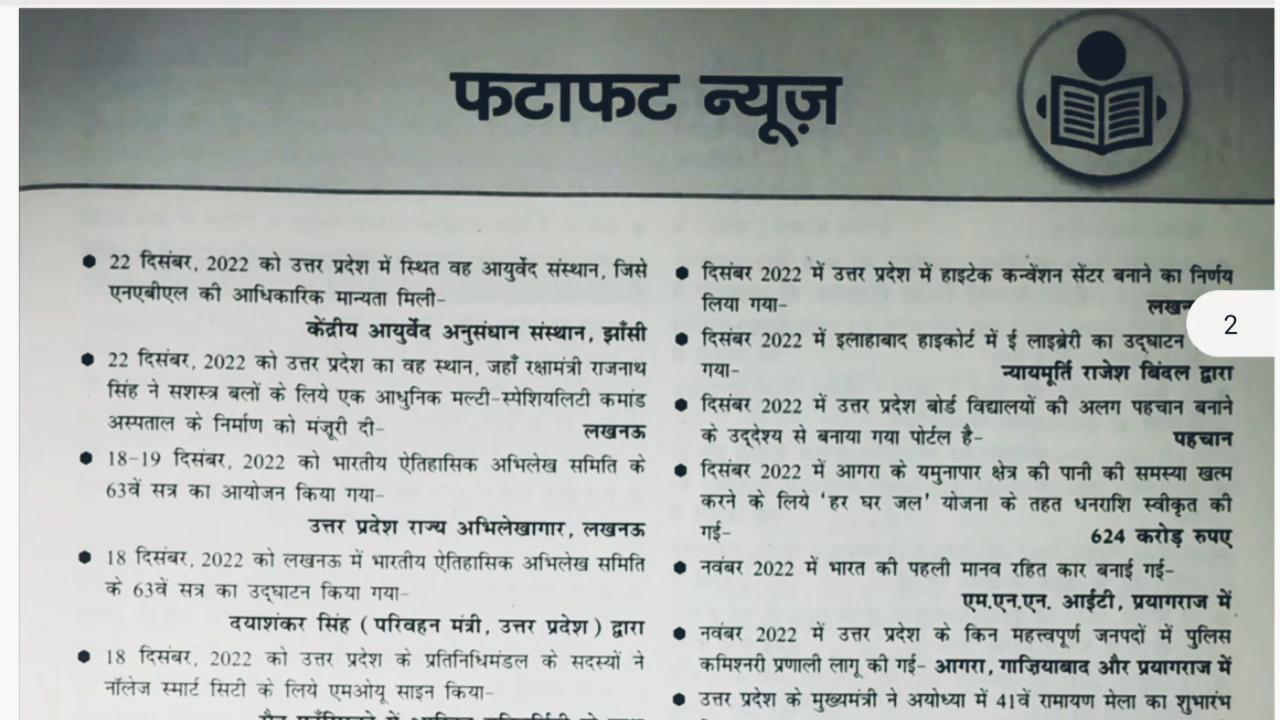 फटाफट न्यूज़
22 दिसंबर, 2022 को उत्तर प्रदेश में स्थित वह आयुर्वेद संस्थान, जिसे
एनएबीएल की आधिकारिक मान्यता मिली-
केंद्रीय आयुर्वेद अनुसंधान संस्थान, झाँसी
22 दिसंबर, 2022 को उत्तर प्रदेश का वह स्थान, जहाँ रक्षामंत्री राजनाथ
सिंह ने सशस्त्र बलों के लिये एक आधुनिक मल्टी-स्पेशियलिटी कमांड
अस्पताल के निर्माण को मंजूरी दी- लखनऊ
18-19 दिसंबर, 2022 को भारतीय ऐतिहासिक अभिलेख समिति के
63वें सत्र का आयोजन किया गया-
उत्तर प्रदेश राज्य अभिलेखागार, लखनऊ
18 दिसंबर, 2022 को लखनऊ में भारतीय ऐतिहासिक अभिलेख समिति
के 63वें सत्र का उद्घाटन किया गया-
दयाशंकर सिंह ( परिवहन मंत्री, उत्तर प्रदेश ) द्वारा
18 दिसंबर, 2022 को उत्तर प्रदेश के प्रतिनिधिमंडल के सदस्यों ने
नॉलेज स्मार्ट सिटी के लिये एमओयू साइन किया-
दिसंबर 2022 में उत्तर प्रदेश में हाइटेक कन्वेंशन सेंटर बनाने का निर्णय
लिया गया-
दिसंबर 2022 में इलाहाबाद हाइकोर्ट में ई लाइब्रेरी का उद्घाटन
गया- न्यायमूर्ति राजेश बिंदल द्वारा
दिसंबर 2022 में उत्तर प्रदेश बोर्ड विद्यालयों की अलग पहचान बनाने
के उद्देश्य से बनाया गया पोर्टल है- पहचान
दिसंबर 2022 में आगरा के यमुनापार क्षेत्र की पानी की समस्या खत्म
करने के लिये 'हर घर जल' योजना के तहत धनराशि स्वीकृत की
गई- 624 करोड़ रुपए
नवंबर 2022 में भारत की पहली मानव रहित कार बनाई गई-
एम.एन.एन. आईटी, प्रयागराज में
नवंबर 2022 में उत्तर प्रदेश के किन महत्त्वपूर्ण जनपदों में पुलिस
कमिश्नरी प्रणाली लागू की गई- आगरा, गाज़ियाबाद और प्रयागराज में
उत्तर प्रदेश के मुख्यमंत्री ने अयोध्या में 41वें रामायण मेला का शुभारंभ
2